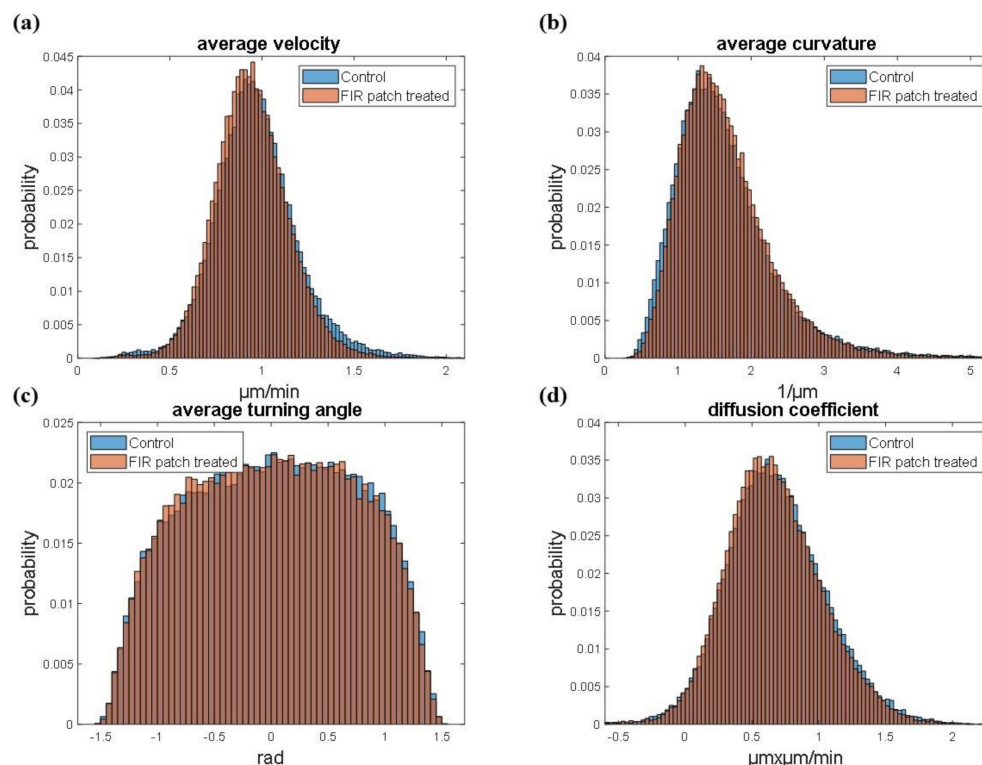 (a)
average velocity
0.045
0.04
0.035
0.03
0.025
0.02
0.015
0.01
0.005
0
probability
Control
FIR patch treated
0 0.5 1 1.5 2
µm/min
(b)
average curvature
0.04
0.035
0.03
0.025
0.02
0.015
0.01
0.005
0
probability
Control
FIR patch treated
0 1 2 3 4 5
1/µm
(c)
average turning angle
0.025
0.02
0.015
0.01
0.005
0
probability
Control
FIR patch treated
-1.5 -1 -0.5 0 0.5 1 1.5
rad
(d)
diffusion coefficient
0.04
0.035
0.03
0.025
0.02
0.015
0.01
0.005
0
probability
Control
FIR patch treated
-0.5 0 0.5 1 1.5 2
µmxµm/min